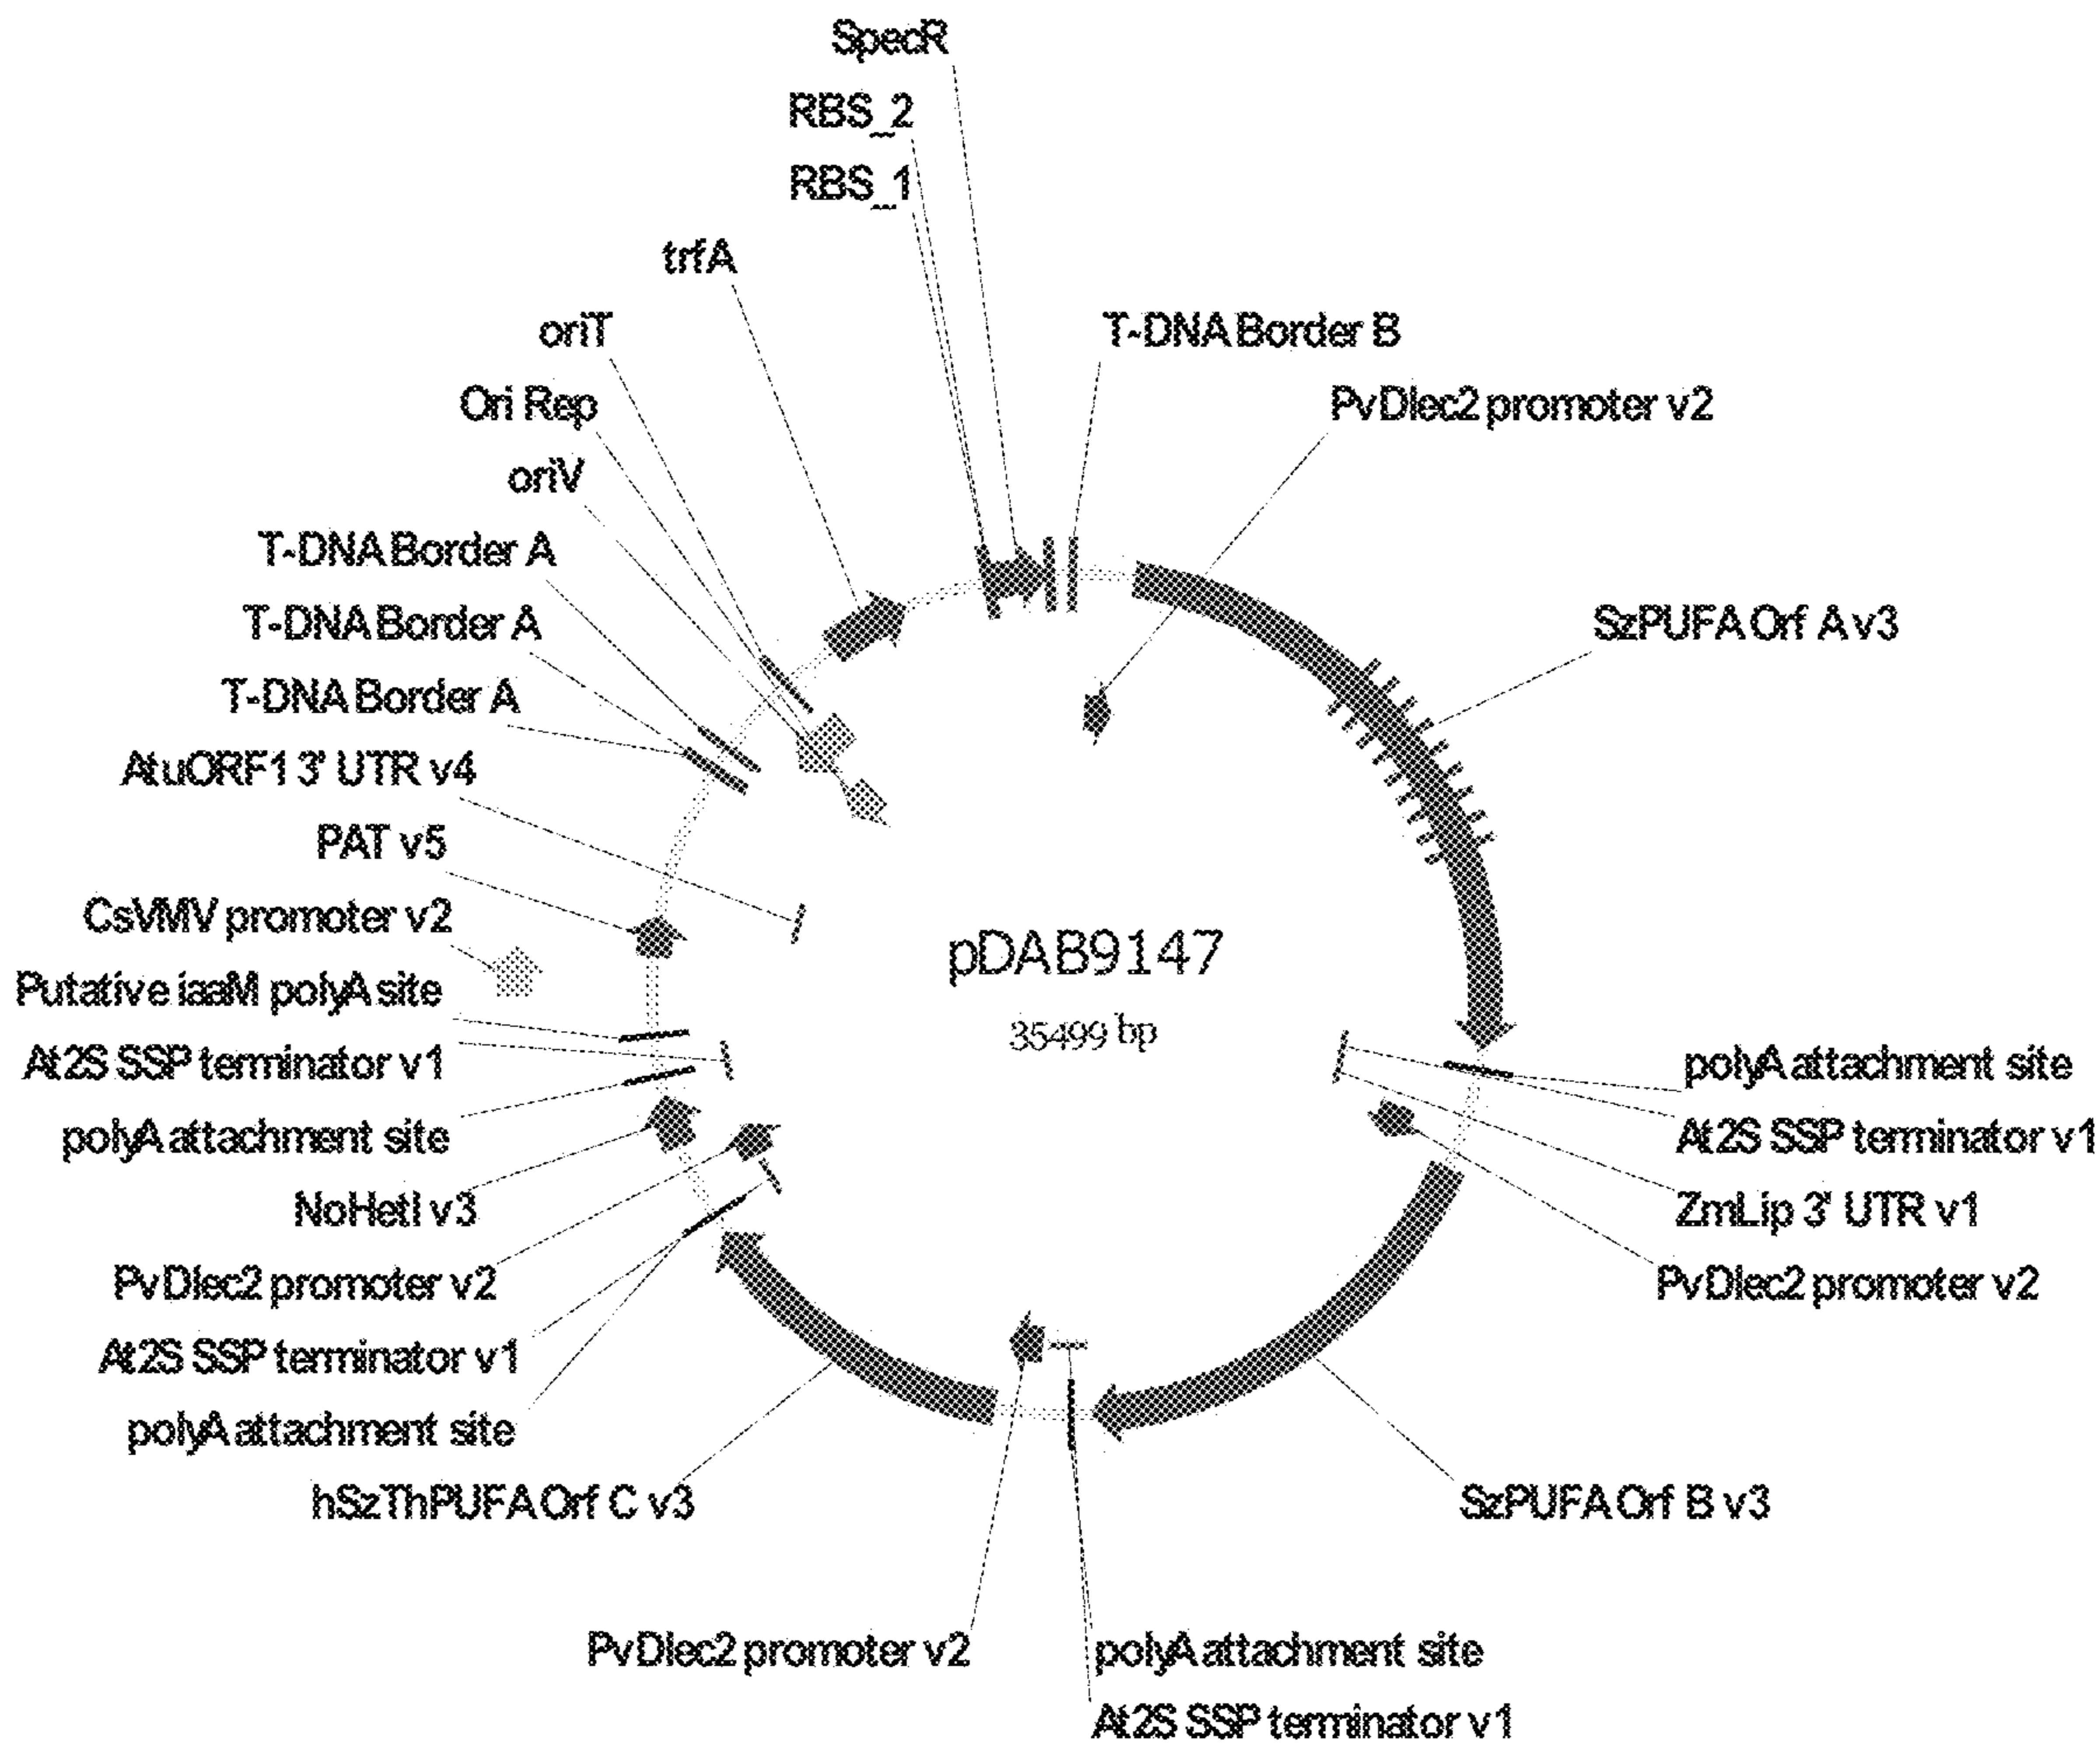 SpecR
RBS_2
RBS_1
trfA
oriT
T-DNA Border B
Ori Rep
PvDlec2 promoter v2
oriV
T-DNA Border A
T-DNA Border A
SzPUFA Orf A v3
T-DNA Border A
AtuORF1 3' UTR v4
PAT v5
CsVMV promoter v2
pDAB9147
Putative iaaM polyA site
35499 bp
At2S SSP terminator v1
polyA attachment site
polyA attachment site
At2S SSP terminator v1
NoHetI v3
ZmLip 3' UTR v1
PvDlec2 promoter v2
PvDlec2 promoter v2
At2S SSP terminator v1
polyA attachment site
hSzThPUFA Orf C v3
SzPUFA Orf B v3
PvDlec2 promoter v2
polyA attachment site
At2S SSP terminator v1